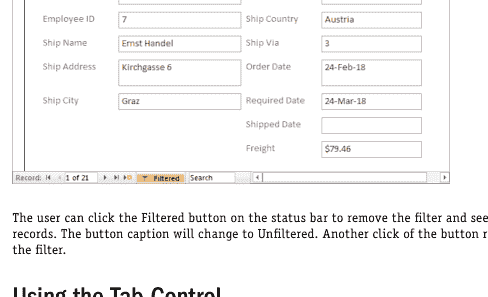 Employee ID 7 Ship Country Austria
Ship Name Ernst Handel Ship Via 3
Ship Address Kirchgasse 6 Order Date 24-Feb-18
Ship City Graz Required Date 24-Mar-18
Shipped Date
Freight $79.46
Record: 1 of 21 Filtered Search
The user can click the Filtered button on the status bar to remove the filter and see
records. The button caption will change to Unfiltered. Another click of the button r
the filter.
Using the Tab Control